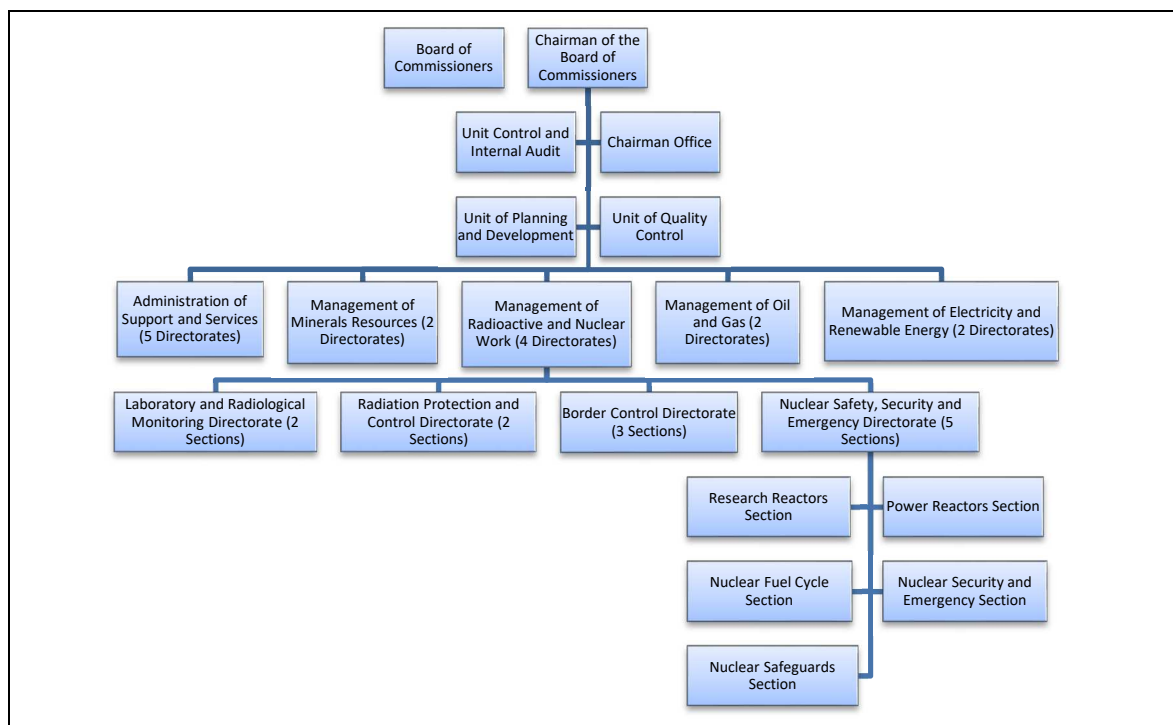 Board of
Commissioners
Chairman of the
Board of
Commissioners
Unit Control and
Internal Audit
Chairman Office
Unit of Planning
and Development
Unit of Quality
Control
Administration of
Support and Services
(5 Directorates)
Management of
Minerals Resources (2
Directorates)
Management of
Radioactive and Nuclear
Work (4 Directorates)
Management of Oil
and Gas (2
Directorates)
Management of Electricity and
Renewable Energy (2 Directorates)
Laboratory and Radiological
Monitoring Directorate (2
Sections)
Radiation Protection and
Control Directorate (2
Sections)
Border Control Directorate
(3 Sections)
Nuclear Safety, Security and
Emergency Directorate (5
Sections)
Research Reactors
Section
Power Reactors Section
Nuclear Fuel Cycle
Section
Nuclear Security and
Emergency Section
Nuclear Safeguards
Section